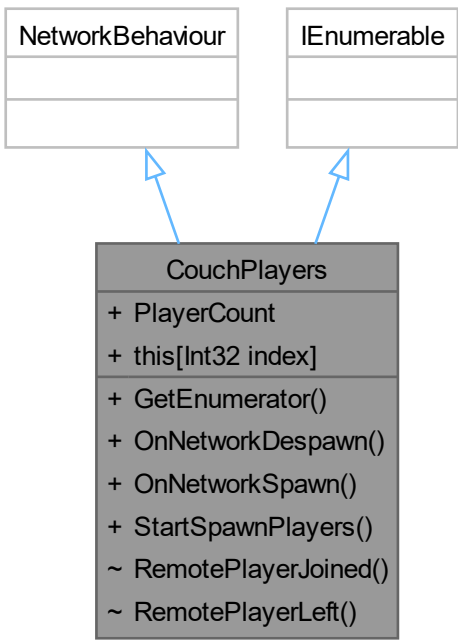 NetworkBehaviour
IEnumerable
CouchPlayers
+ PlayerCount
+ this[Int32 index]
+ GetEnumerator()
+ OnNetworkDespawn()
+ OnNetworkSpawn()
+ StartSpawnPlayers()
~ RemotePlayerJoined()
~ RemotePlayerLeft()